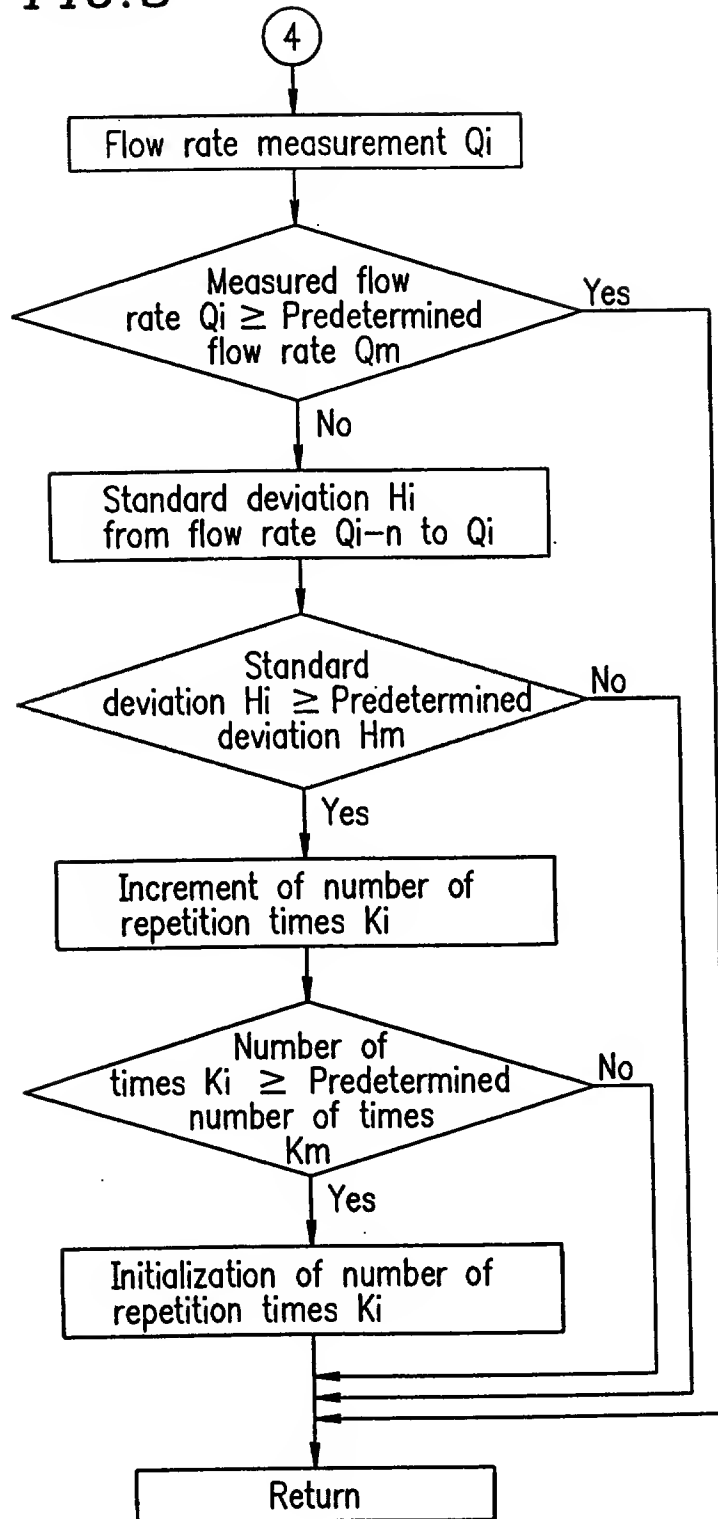 4
Flow rate measurement Qi
Measured flow
rate Qi ≥ Predetermined
flow rate Qm
Yes
No
Standard deviation Hi
from flow rate Qi-n to Qi
Standard
deviation Hi ≥ Predetermined
deviation Hm
No
Yes
Increment of number of
repetition times Ki
Number of
times Ki ≥ Predetermined
number of times
Km
No
Yes
Initialization of number of
repetition times Ki
Return